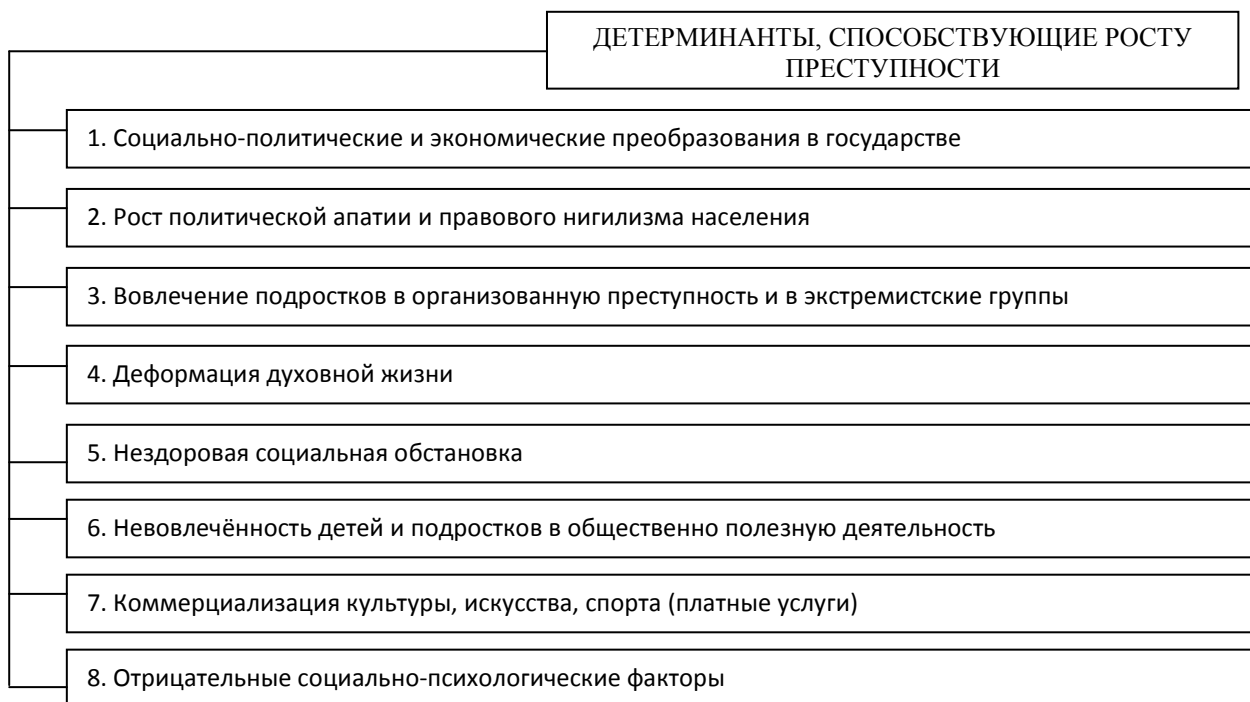 ДЕТЕРМИНАНТЫ, СПОСОБСТВУЮЩИЕ РОСТУ
ПРЕСТУПНОСТИ
1. Социально-политические и экономические преобразования в государстве
2. Рост политической апатии и правового нигилизма населения
3. Вовлечение подростков в организованную преступность и в экстремистские группы
4. Деформация духовной жизни
5. Нездоровая социальная обстановка
6. Невовлечённость детей и подростков в общественно полезную деятельность
7. Коммерциализация культуры, искусства, спорта (платные услуги)
8. Отрицательные социально-психологические факторы